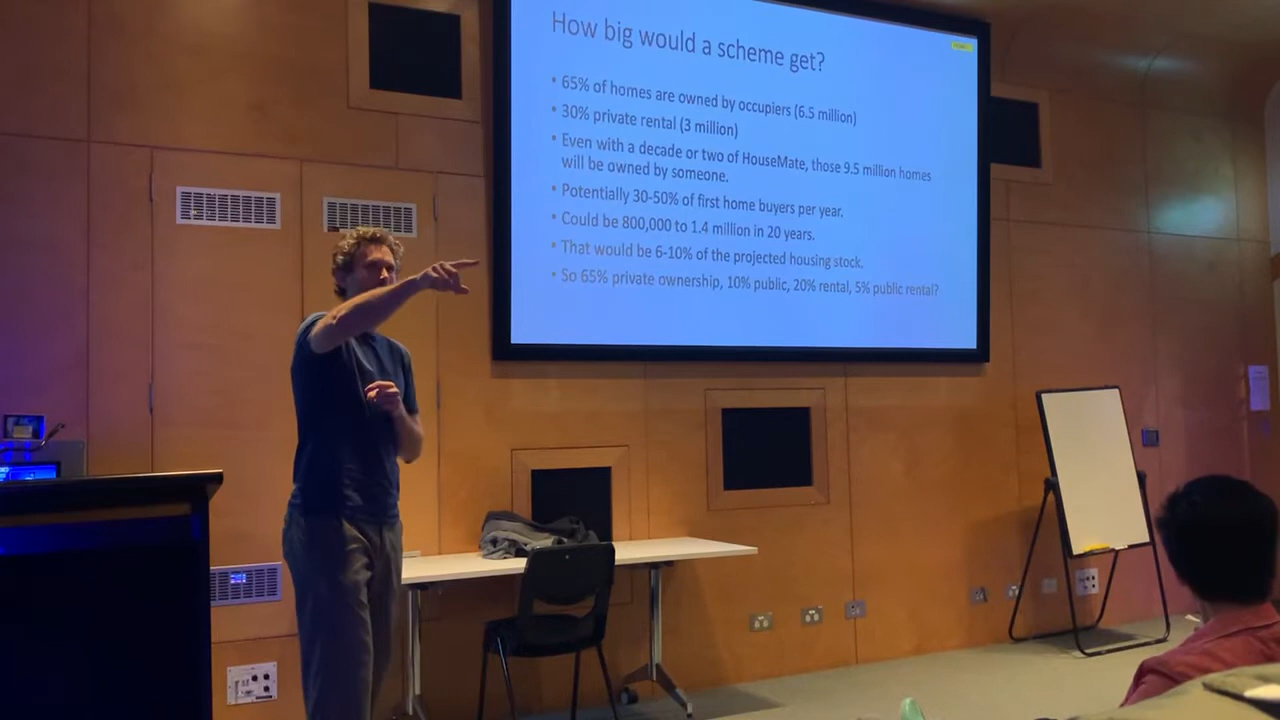 How big would a scheme get?
• 65% of homes are owned by occupiers (6.5 million)
• 30% private rental (3 million)
• Even with a decade or two of HouseMate, those 9.5 million homes
will be owned by someone.
• Potentially 30-50% of first home buyers per year.
• Could be 800,000 to 1.4 million in 20 years.
• That would be 6-10% of the projected housing stock.
• So 65% private ownership, 10% public, 20% rental, 5% public rental?